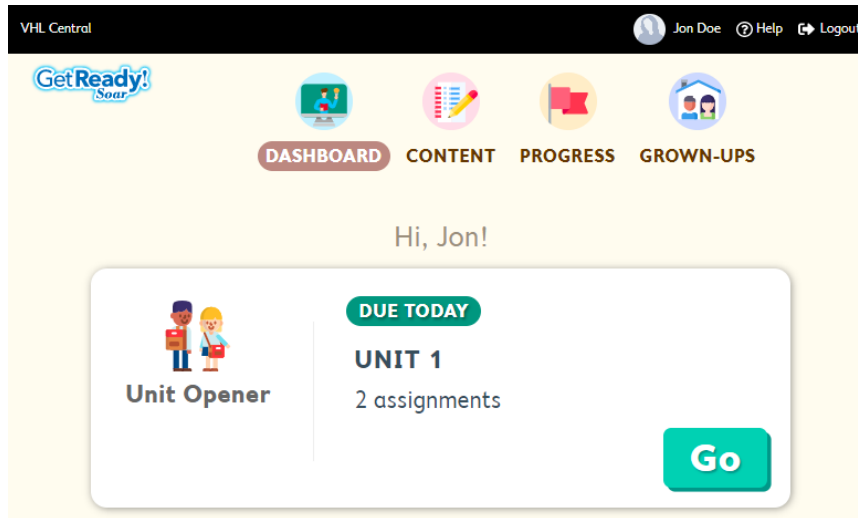 VHL Central
Jon Doe
Help
Logout
GetReady!
Soar
DASHBOARD
CONTENT
PROGRESS
GROWN-UPS
Hi, Jon!
Unit Opener
DUE TODAY
UNIT 1
2 assignments
Go